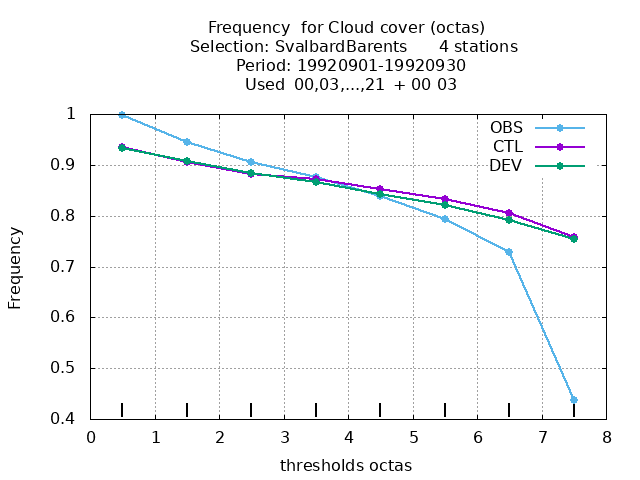 Frequency for Cloud cover (octas)
Selection: SvalbardBarents 4 stations
Period: 19920901-19920930
Used 00,03,...,21 + 00 03
OBS
CTL
DEV
1
0.9
0.8
0.7
0.6
0.5
0.4
Frequency
0 1 2 3 4 5 6 7 8
thresholds octas